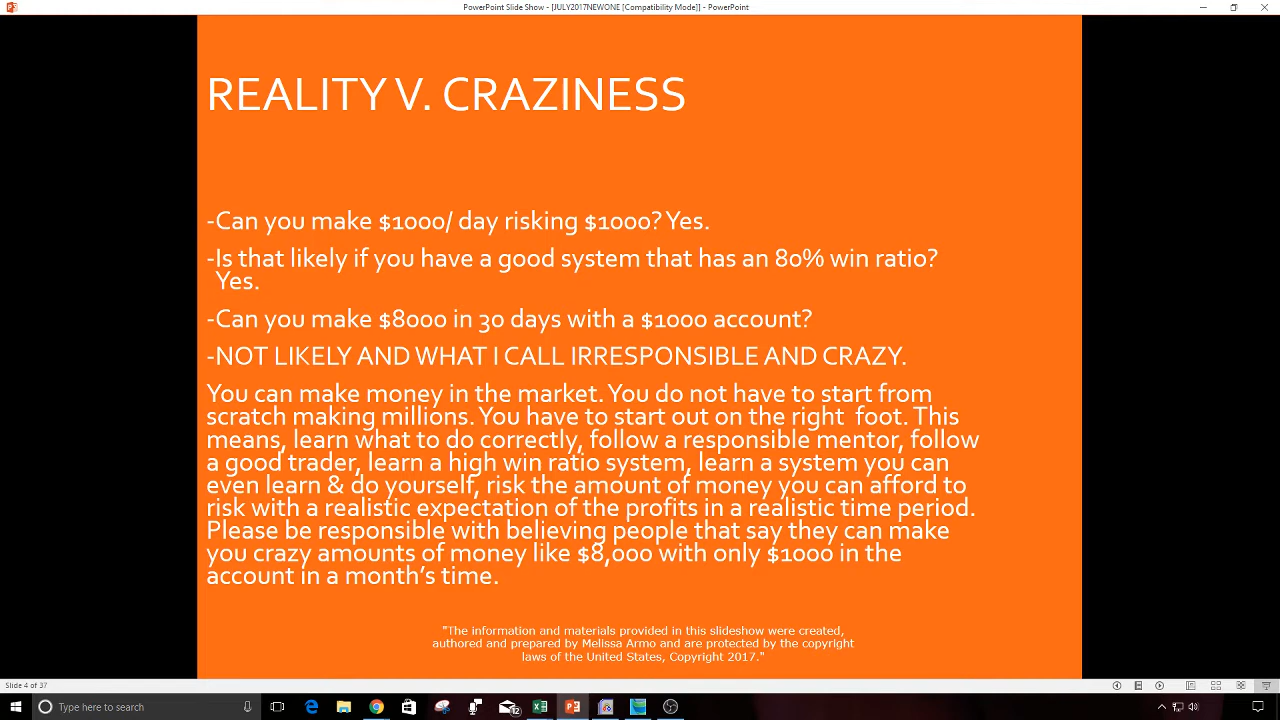 PowerPoint Slide Show - [JULY2017NEWONE [Compatibility Mode]] - PowerPoint
REALITY V. CRAZINESS
-Can you make $1000/ day risking $1000? Yes.
-Is that likely if you have a good system that has an 80% win ratio?
Yes.
-Can you make $8000 in 30 days with a $1000 account?
-NOT LIKELY AND WHAT I CALL IRRESPONSIBLE AND CRAZY.
You can make money in the market. You do not have to start from
scratch making millions. You have to start out on the right  foot. This
means, learn what to do correctly, follow a responsible mentor, follow
a good trader, learn a high win ratio system, learn a system you can
even learn & do yourself, risk the amount of money you can afford to
risk with a realistic expectation of the profits in a realistic time period.
Please be responsible with believing people that say they can make
you crazy amounts of money like $8,000 with only $1000 in the
account in a month's time.
"The information and materials provided in this slideshow were created,
authored and prepared by Melissa Armo and are protected by the copyright
laws of the United States, Copyright 2017."
Slide 4 of 37
Type here to search
12